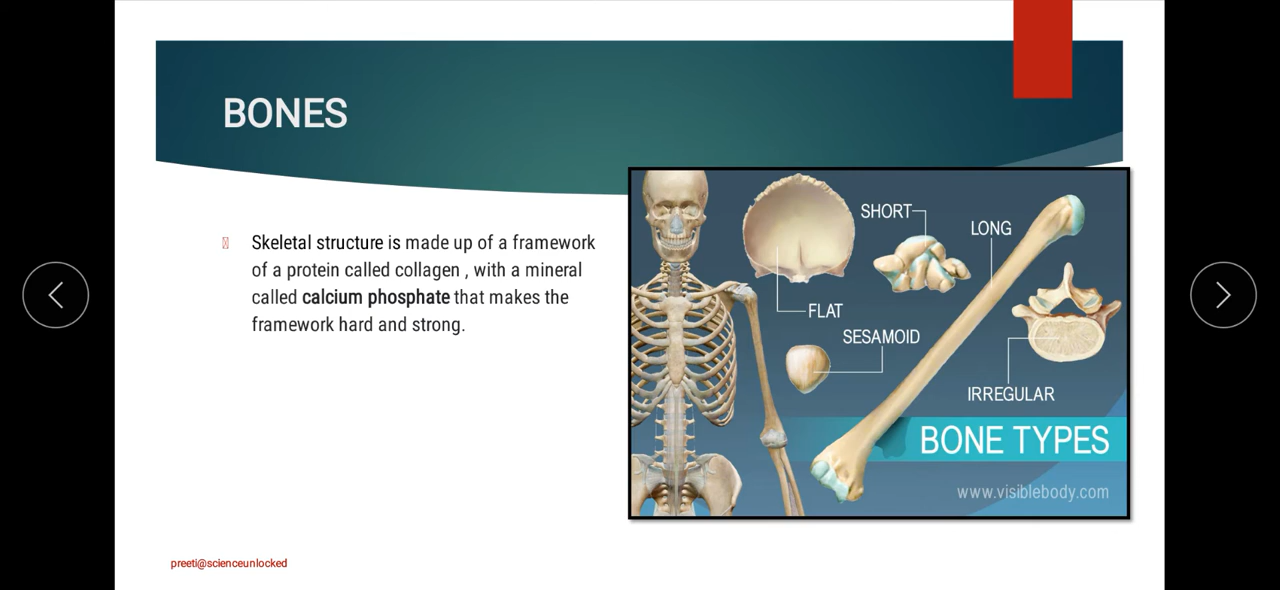 BONES
Skeletal structure is made up of a framework
of a protein called collagen , with a mineral
called calcium phosphate that makes the
framework hard and strong.
SHORT
LONG
FLAT
SESAMOID
IRREGULAR
BONE TYPES
www.visiblebody.com
preeti@scienceunlocked